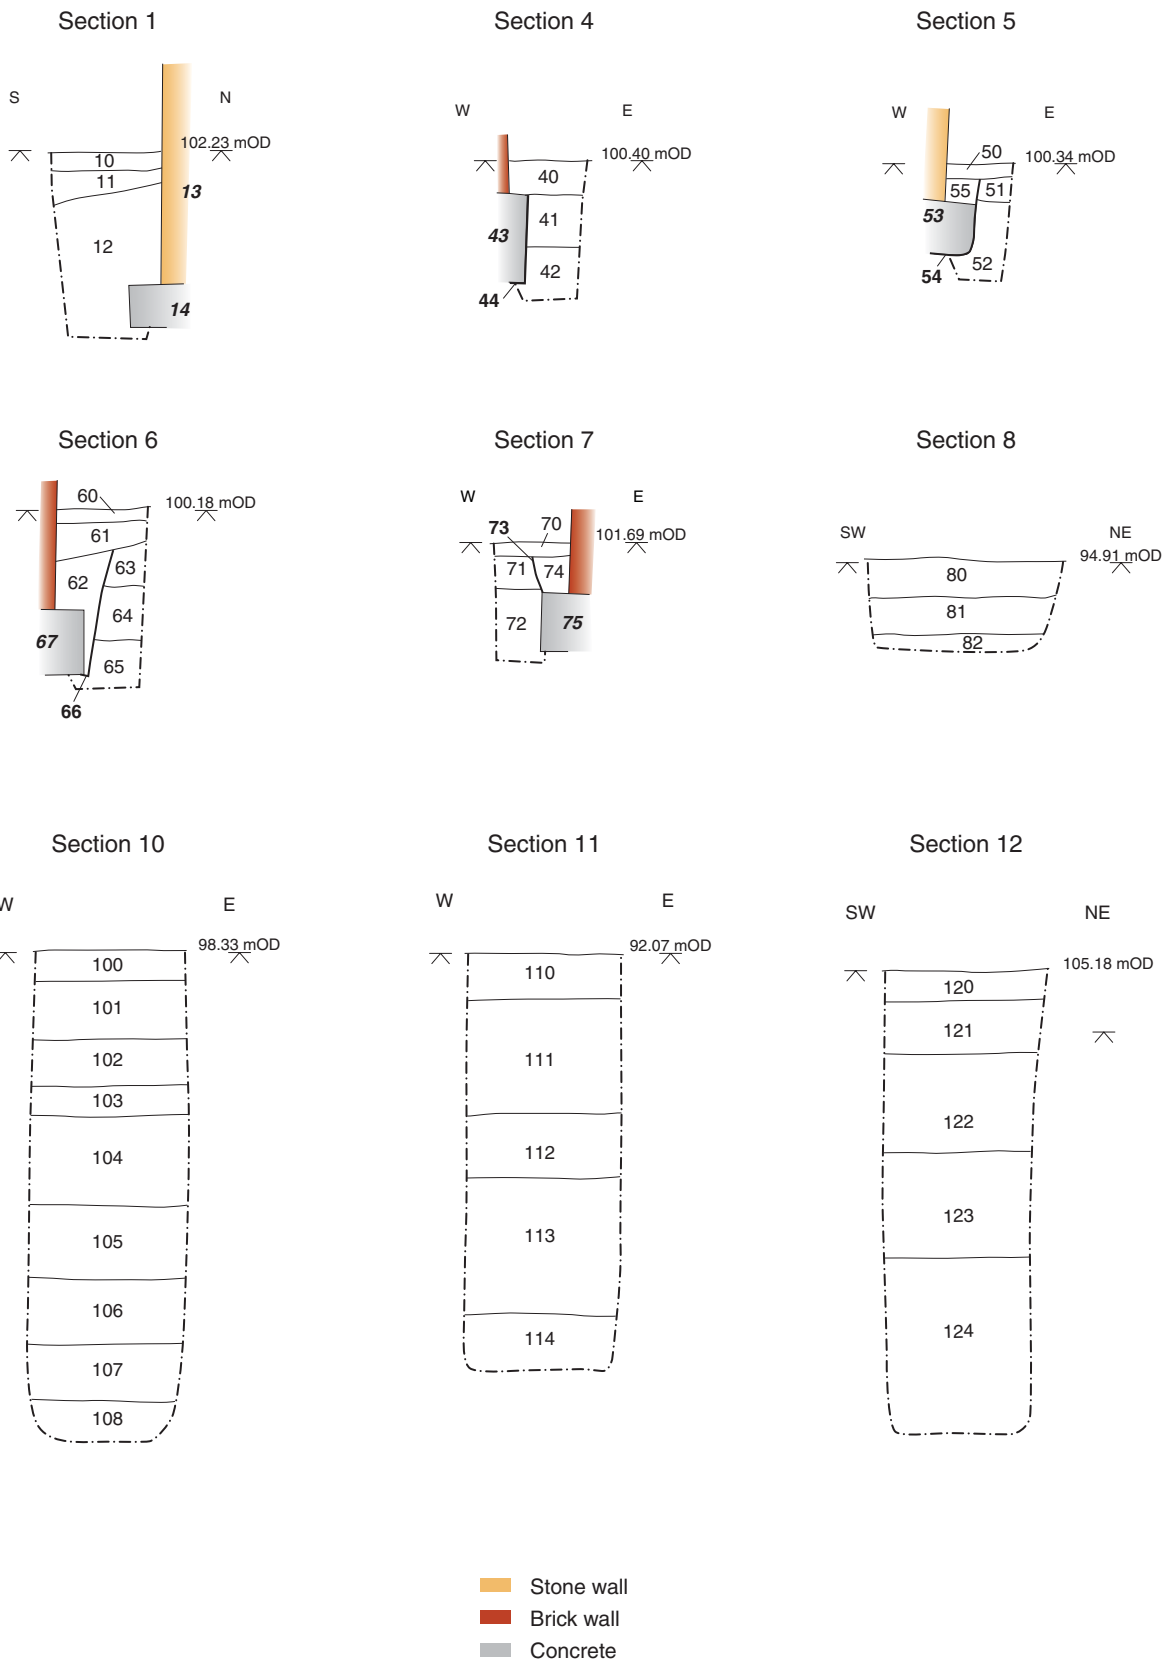 Section 1
S
N
102.23 mOD
10
11
13
12
14
Section 4
W
E
100.40 mOD
40
41
43
42
44
Section 5
W
E
50
100.34 mOD
55
51
53
52
54
Section 6
60
100.18 mOD
61
63
62
64
67
65
66
Section 7
W
E
73
70
101.69 mOD
71
74
72
75
Section 8
SW
NE
94.91 mOD
80
81
82
Section 10
W
E
98.33 mOD
100
101
102
103
104
105
106
107
108
Section 11
W
E
92.07 mOD
110
111
112
113
114
Section 12
SW
NE
105.18 mOD
120
121
122
123
124
Stone wall
Brick wall
Concrete